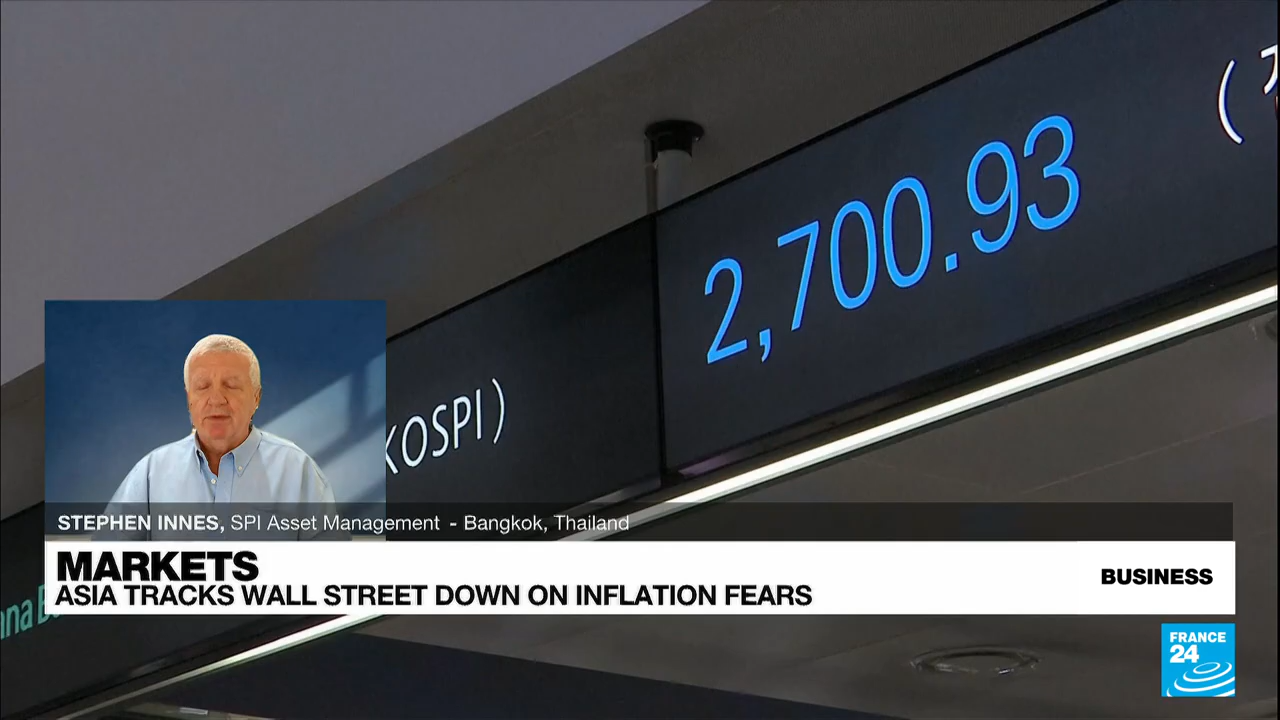 2,700.93
(
KOSPI)
STEPHEN INNES, SPI Asset Management - Bangkok, Thailand
MARKETS
ASIA TRACKS WALL STREET DOWN ON INFLATION FEARS
BUSINESS
FRANCE
24